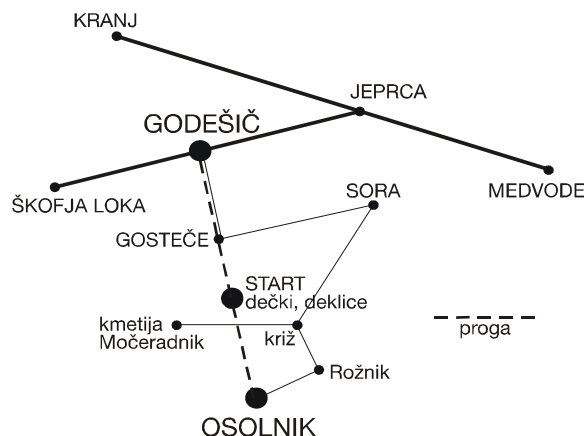 KRANJ
JEPRCA
GODEŠIČ
ŠKOFJA LOKA
SORA
MEDVODE
GOSTEČE
START
dečki, deklice
kmetija
Močeradnik
križ
proga
Rožnik
OSOLNIK